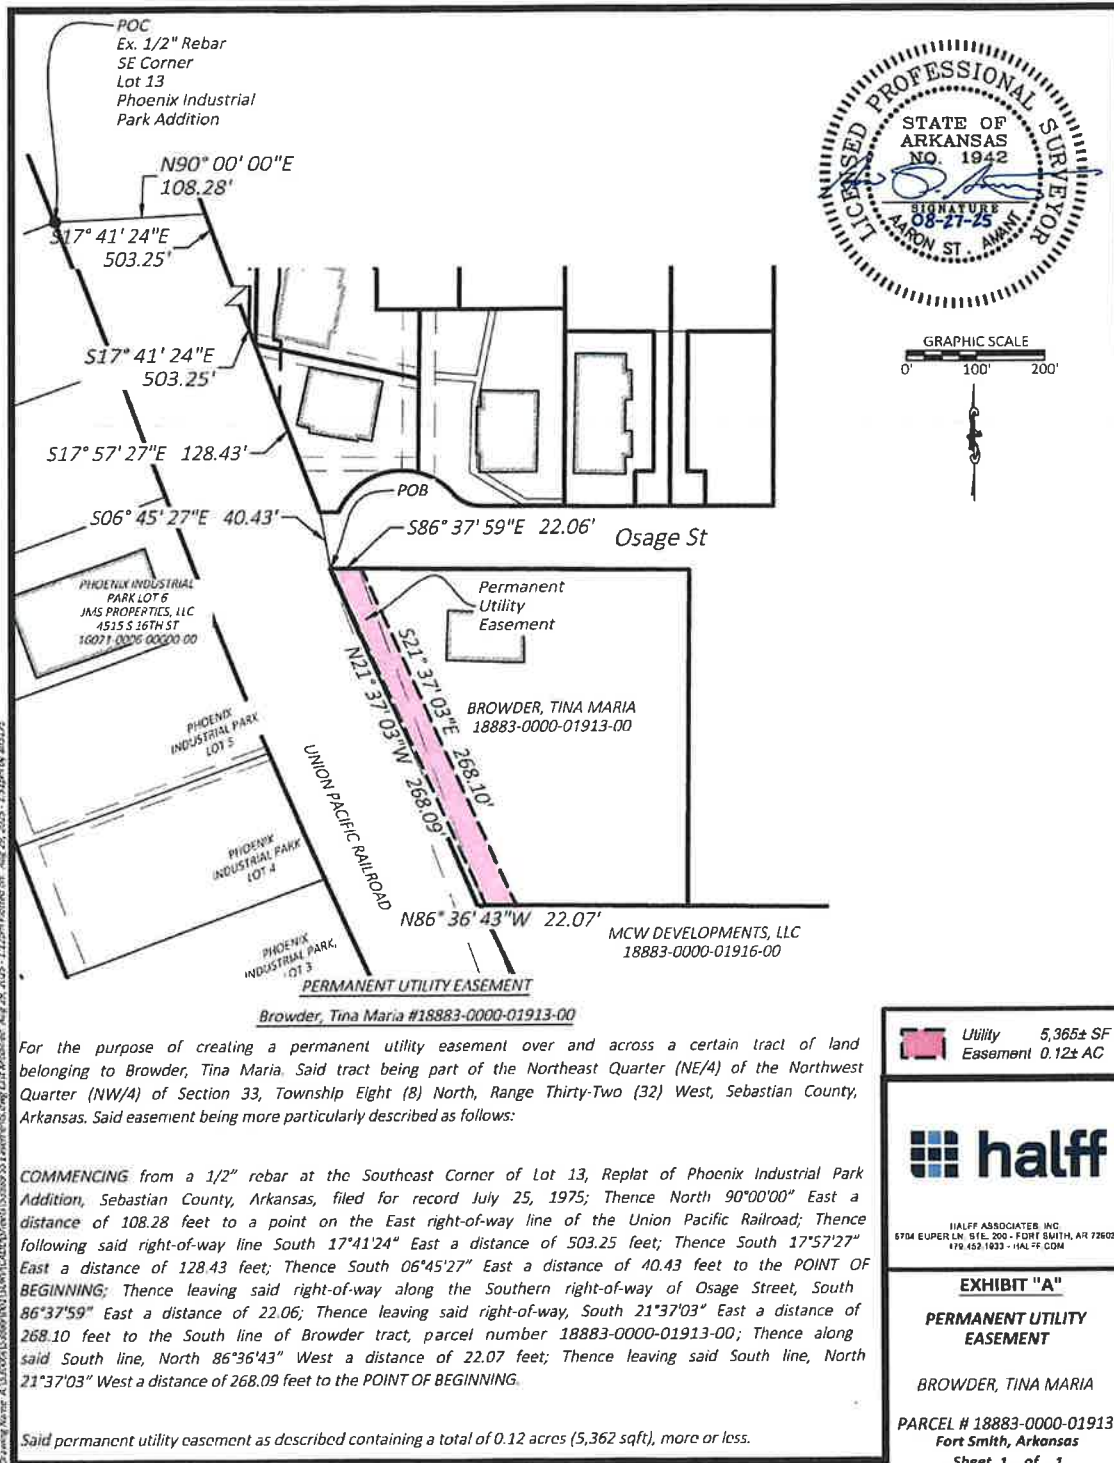 POC
Ex. 1/2" Rebar
SE Corner
Lot 13
Phoenix Industrial
Park Addition
N90° 00' 00"E
108.28'
S17° 41' 24"E
503.25'
S17° 41' 24"E
503.25'
S17° 57' 27"E 128.43'
POB
S06° 45' 27"E 40.43'
S86° 37' 59"E 22.06'
Osage St
PHOENIX INDUSTRIAL
PARK LOT 6
JMS PROPERTIES, LLC
4515 S 16TH ST
16071-0006-00000-00
Permanent
Utility
Easement
S21° 37' 03"E 268.10'
N21° 37' 03"W 268.09'
BROWDER, TINA MARIA
18883-0000-01913-00
PHOENIX
INDUSTRIAL PARK
LOT 5
UNION PACIFIC RAILROAD
PHOENIX
INDUSTRIAL PARK
LOT 4
N86° 36' 43"W 22.07'
MCW DEVELOPMENTS, LLC
18883-0000-01916-00
PHOENIX
INDUSTRIAL PARK,
LOT 3
LICENSED PROFESSIONAL SURVEYOR
STATE OF
ARKANSAS
NO. 1942
SIGNATURE
08-27-25
AARON ST. AMANT
GRAPHIC SCALE
0' 100' 200'
PERMANENT UTILITY EASEMENT
Browder, Tina Maria #18883-0000-01913-00
For the purpose of creating a permanent utility easement over and across a certain tract of land
belonging to Browder, Tina Maria. Said tract being part of the Northeast Quarter (NE/4) of the Northwest
Quarter (NW/4) of Section 33, Township Eight (8) North, Range Thirty-Two (32) West, Sebastian County,
Arkansas. Said easement being more particularly described as follows:
COMMENCING from a 1/2" rebar at the Southeast Corner of Lot 13, Replat of Phoenix Industrial Park
Addition, Sebastian County, Arkansas, filed for record July 25, 1975; Thence North 90°00'00" East a
distance of 108.28 feet to a point on the East right-of-way line of the Union Pacific Railroad; Thence
following said right-of-way line South 17°41'24" East a distance of 503.25 feet; Thence South 17°57'27"
East a distance of 128.43 feet; Thence South 06°45'27" East a distance of 40.43 feet to the POINT OF
BEGINNING; Thence leaving said right-of-way along the Southern right-of-way of Osage Street, South
86°37'59" East a distance of 22.06; Thence leaving said right-of-way, South 21°37'03" East a distance of
268.10 feet to the South line of Browder tract, parcel number 18883-0000-01913-00; Thence along
said South line, North 86°36'43" West a distance of 22.07 feet; Thence leaving said South line, North
21°37'03" West a distance of 268.09 feet to the POINT OF BEGINNING.
Said permanent utility easement as described containing a total of 0.12 acres (5,362 sqft), more or less.
Utility 5,365± SF
Easement 0.12± AC
halff
HALFF ASSOCIATES, INC.
5704 EUPER LN. STE. 200 - FORT SMITH, AR 72903
479.452.1933 - HALFF.COM
EXHIBIT "A"
PERMANENT UTILITY
EASEMENT
BROWDER, TINA MARIA
PARCEL # 18883-0000-01913
Fort Smith, Arkansas
Sheet 1 of 1